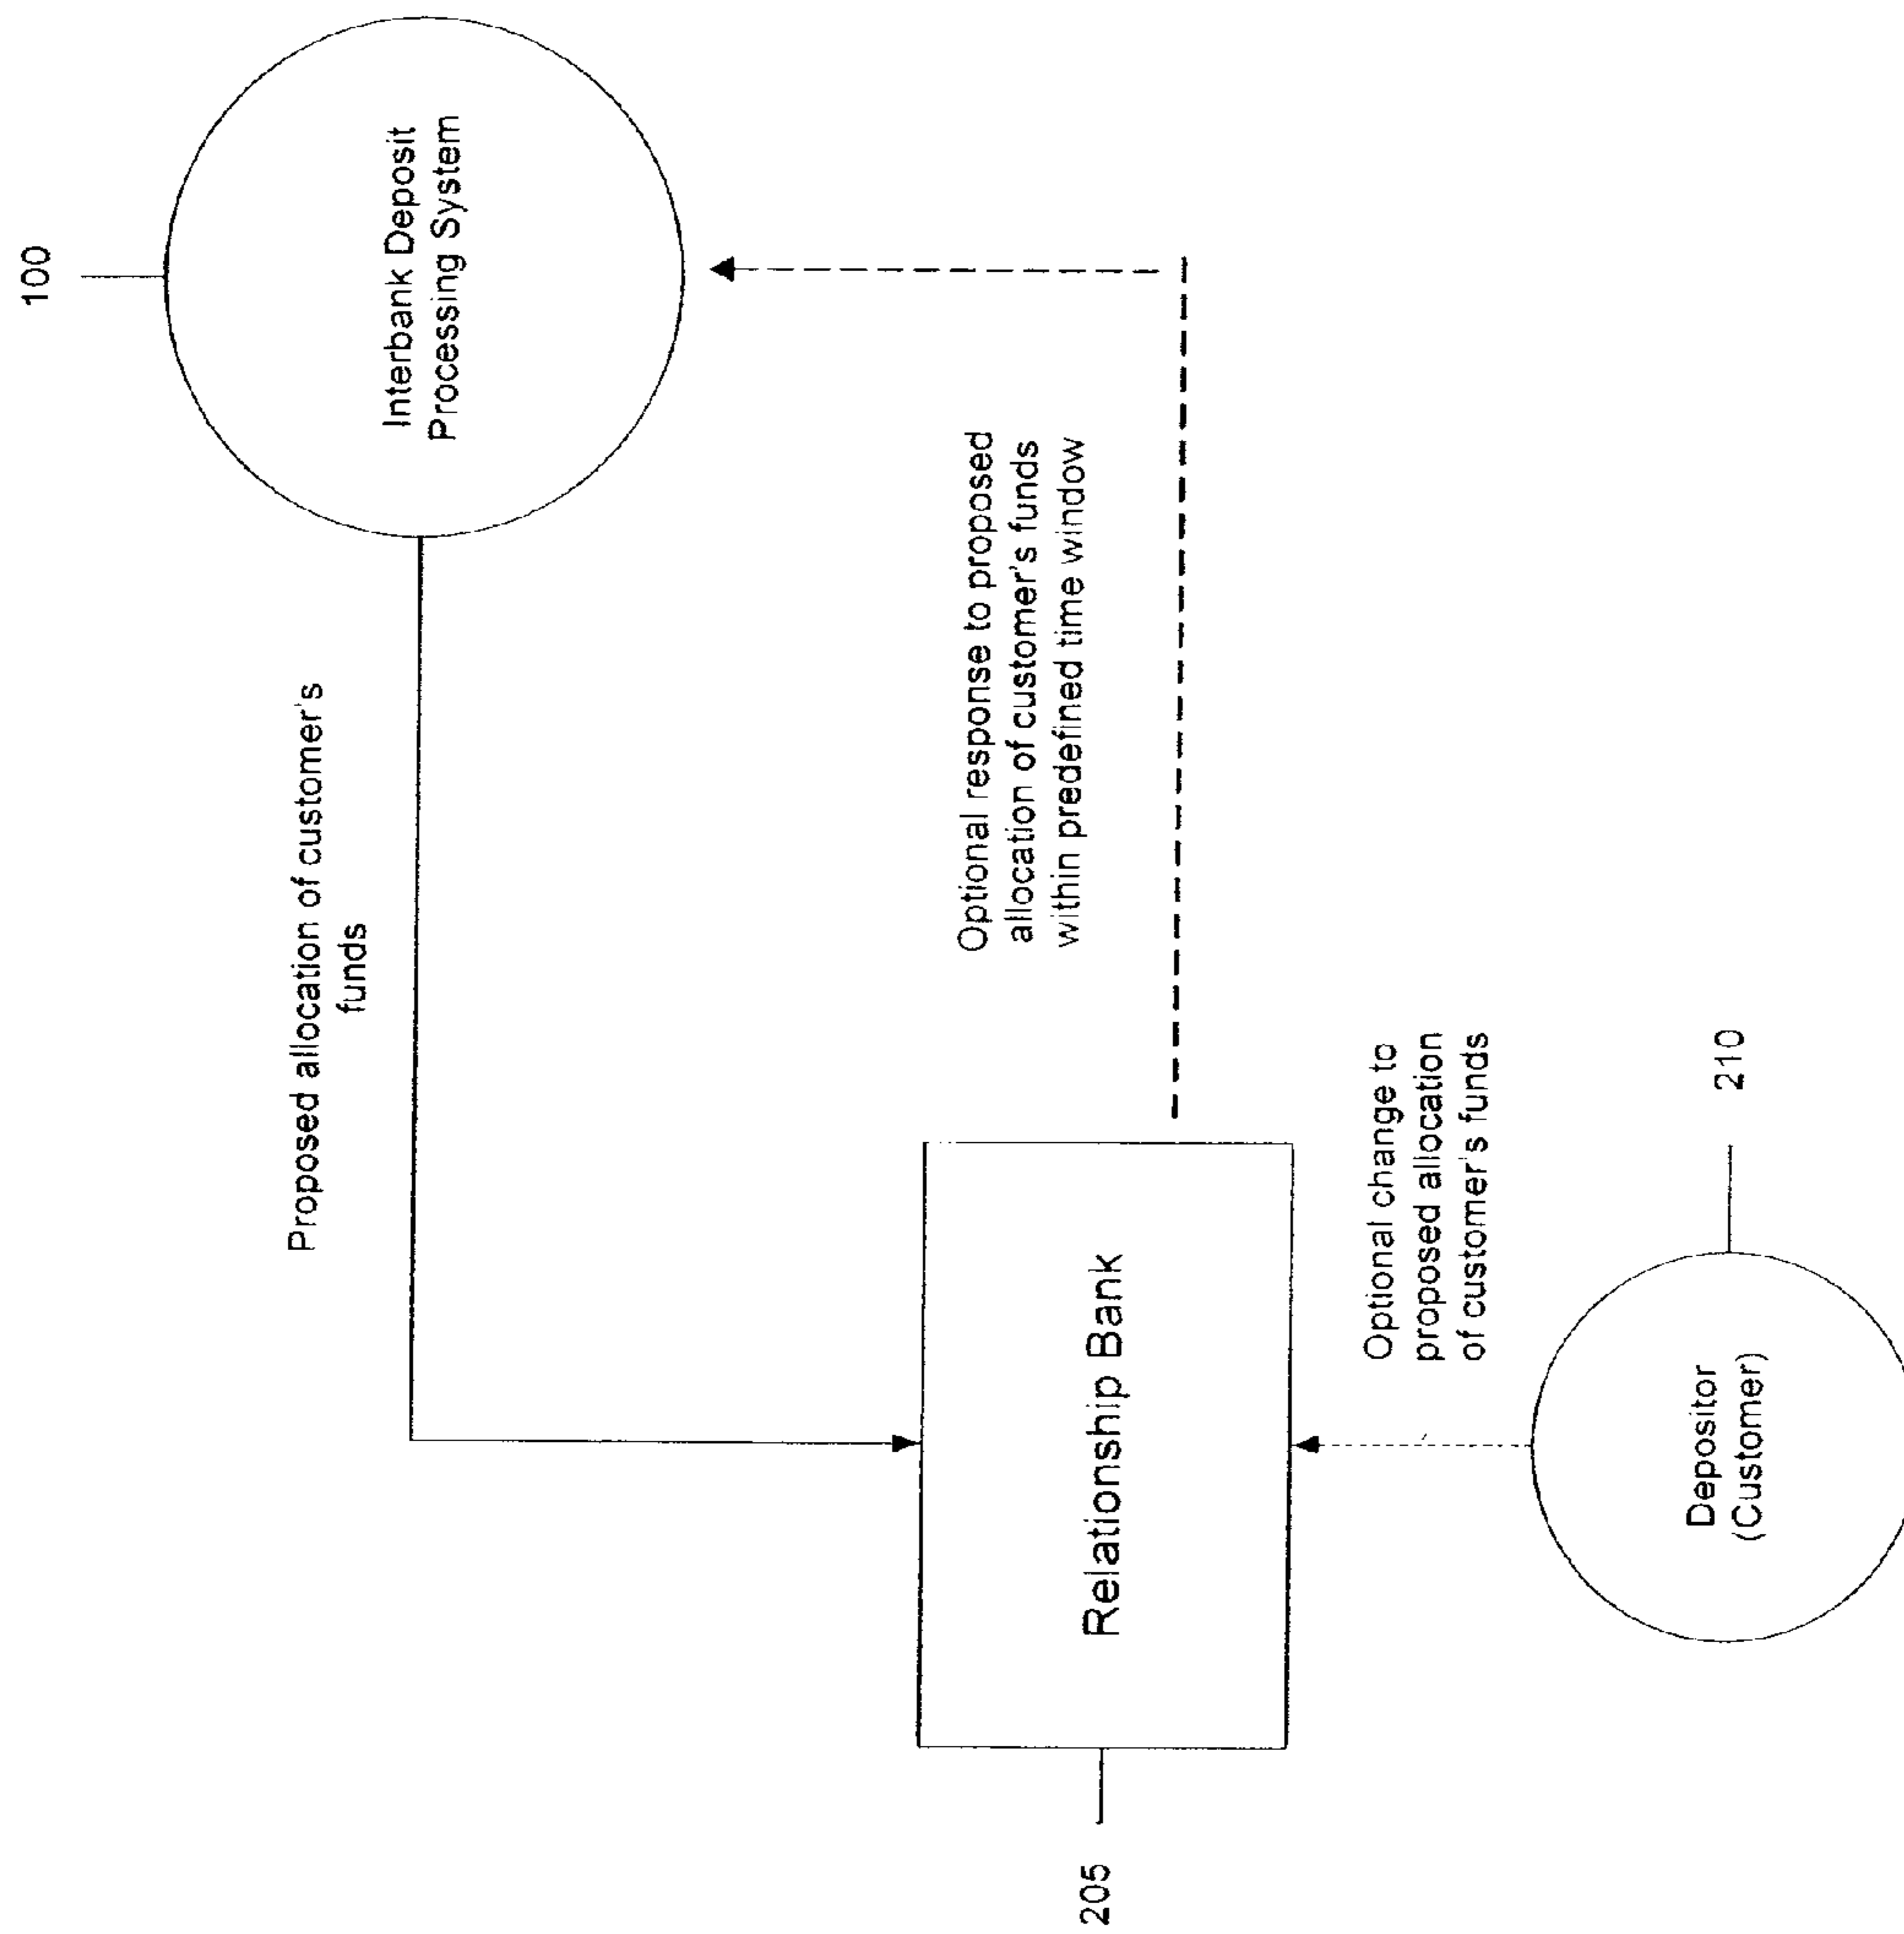 100
Interbank Deposit
Processing System
Proposed allocation of customer's
funds
Optional response to proposed
allocation of customer's funds
within predefined time window
205
Relationship Bank
Optional change to
proposed allocation
of customer's funds
Depositor
(Customer)
210